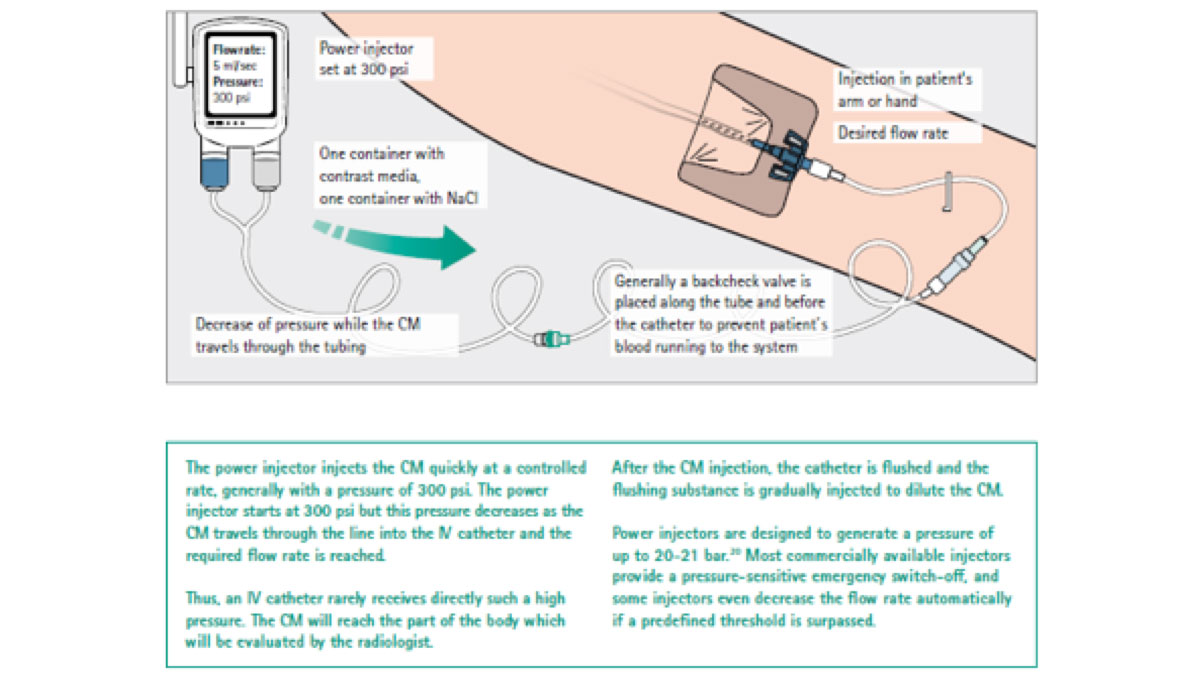 Flowrate:
5 ml/sec
Pressure:
300 psi
Power injector
set at 300 psi
One container with
contrast media,
one container with NaCl
Injection in patient's
arm or hand
Desired flow rate
Decrease of pressure while the CM
travels through the tubing
Generally a backcheck valve is
placed along the tube and before
the catheter to prevent patient's
blood running to the system
The power injector injects the CM quickly at a controlled
rate, generally with a pressure of 300 psi. The power
injector starts at 300 psi but this pressure decreases as the
CM travels through the line into the IV catheter and the
required flow rate is reached.
Thus, an IV catheter rarely receives directly such a high
pressure. The CM will reach the part of the body which
will be evaluated by the radiologist.
After the CM injection, the catheter is flushed and the
flushing substance is gradually injected to dilute the CM.
Power injectors are designed to generate a pressure of
up to 20-21 bar.²⁰ Most commercially available injectors
provide a pressure-sensitive emergency switch-off, and
some injectors even decrease the flow rate automatically
if a predefined threshold is surpassed.